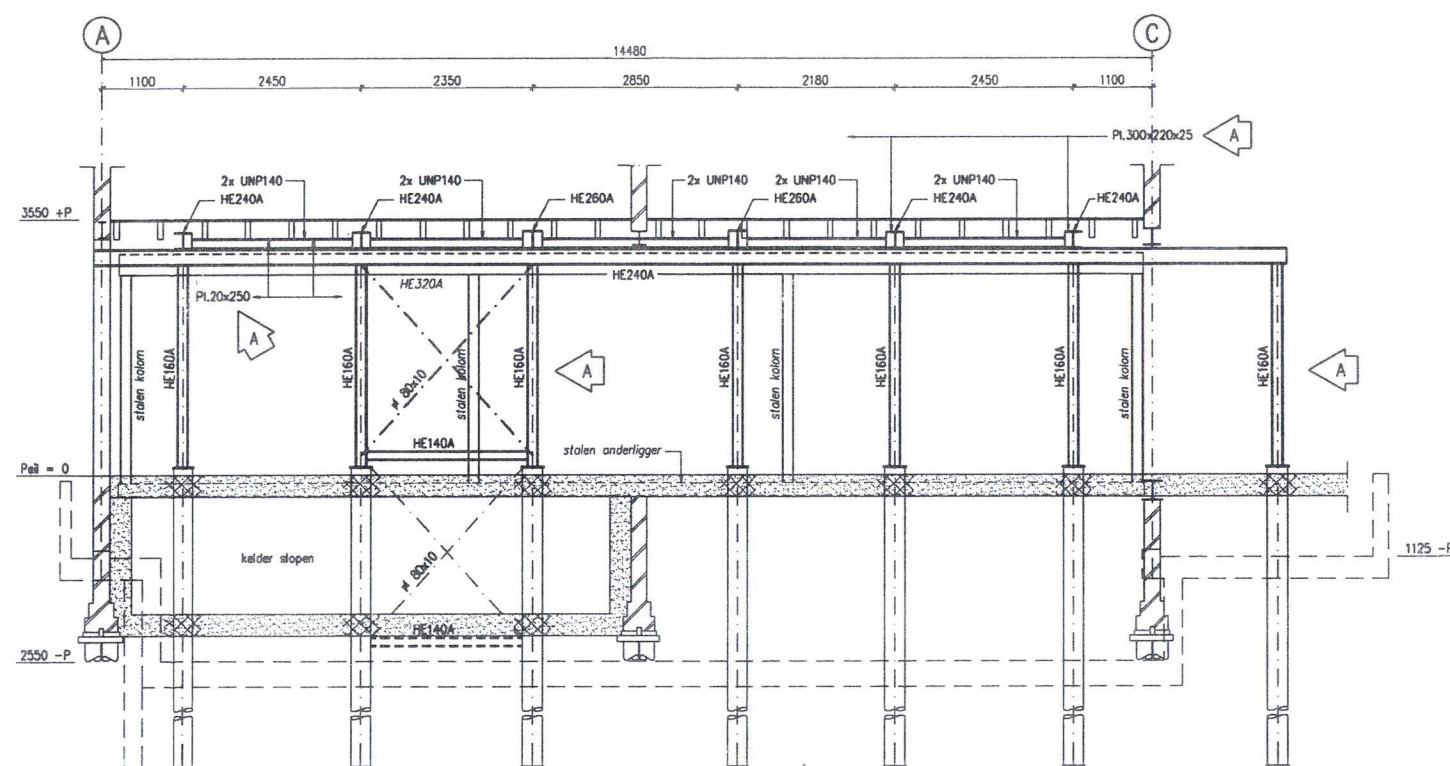 A C
14480
1100 2450 2350 2850 2180 2450 1100
Pl.300x220x25 A
2x UNP140 2x UNP140 2x UNP140 2x UNP140 2x UNP140
HE240A HE240A HE260A HE260A HE240A HE240A
3550 +P
HE320A HE240A
Pl.20x250
A
stalen kolom
HE160A
HE160A
≠ 80x10
stalen kolom
HE160A
A
HE160A
stalen kolom
HE160A
HE160A
stalen kolom
HE160A
A
HE140A
stalen onderligger
Peil = 0
kelder slopen
≠ 80x10
1125 -P
HE140A
2550 -P